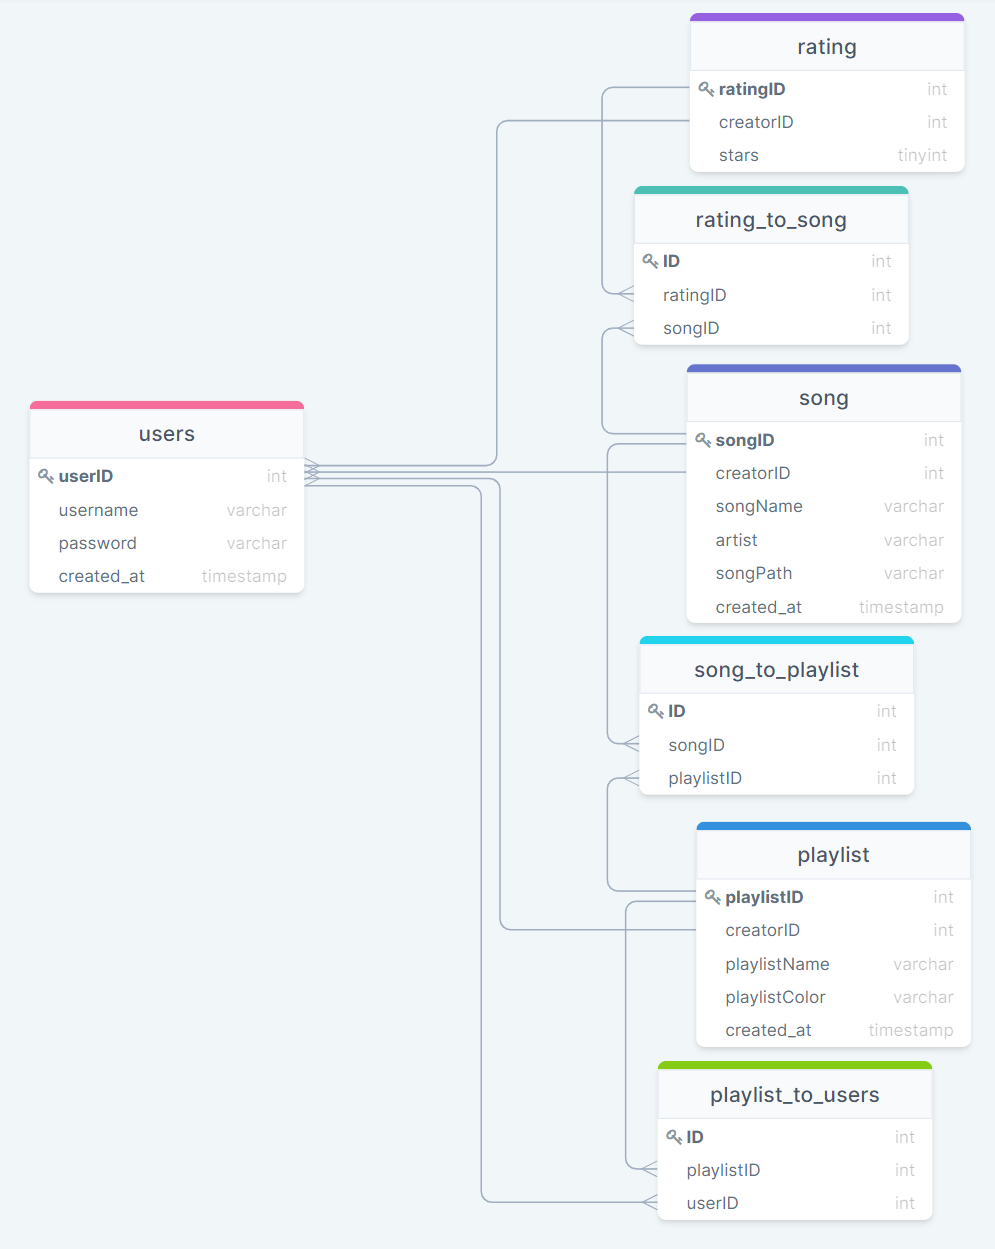 rating
ratingID int
creatorID int
stars tinyint
rating_to_song
ID int
ratingID int
songID int
song
songID int
creatorID int
songName varchar
artist varchar
songPath varchar
created_at timestamp
users
userID int
username varchar
password varchar
created_at timestamp
song_to_playlist
ID int
songID int
playlistID int
playlist
playlistID int
creatorID int
playlistName varchar
playlistColor varchar
created_at timestamp
playlist_to_users
ID int
playlistID int
userID int